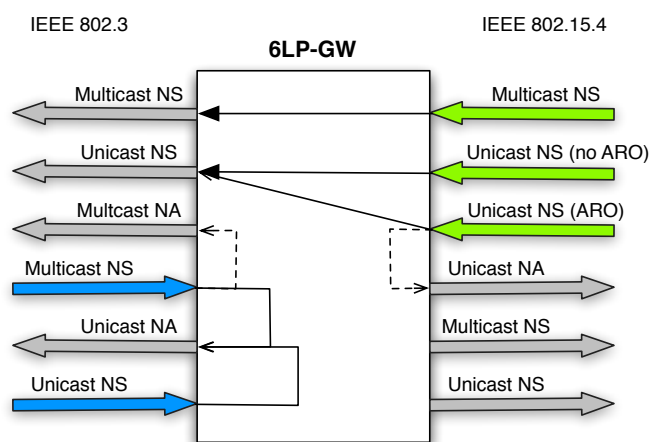 IEEE 802.3
IEEE 802.15.4
6LP-GW
Multicast NS
Multicast NS
Unicast NS
Unicast NS (no ARO)
Multcast NA
Unicast NS (ARO)
Multicast NS
Unicast NA
Unicast NA
Multicast NS
Unicast NS
Unicast NS